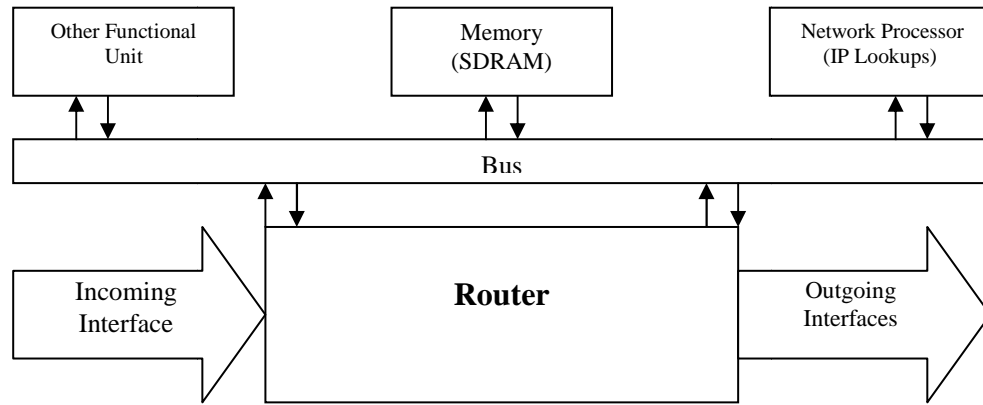 Other Functional
Unit
Memory
(SDRAM)
Network Processor
(IP Lookups)
Bus
Incoming
Interface
Router
Outgoing
Interfaces